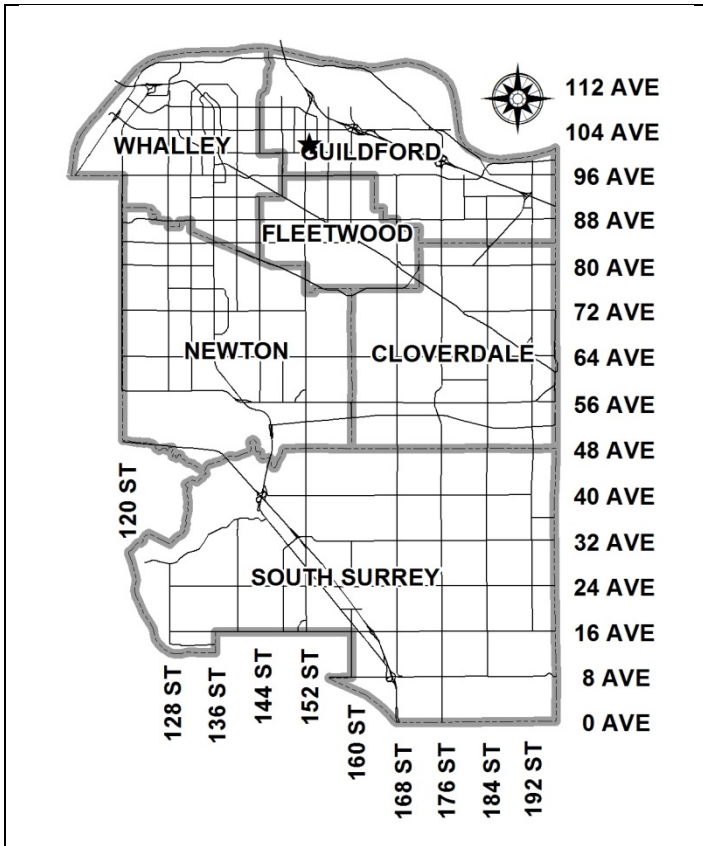 112 AVE
104 AVE
WHALLEY
GUILDFORD
96 AVE
88 AVE
FLEETWOOD
80 AVE
72 AVE
NEWTON
CLOVERDALE
64 AVE
56 AVE
48 AVE
120 ST
40 AVE
32 AVE
SOUTH SURREY
24 AVE
16 AVE
128 ST
136 ST
144 ST
152 ST
160 ST
8 AVE
0 AVE
168 ST
176 ST
184 ST
192 ST